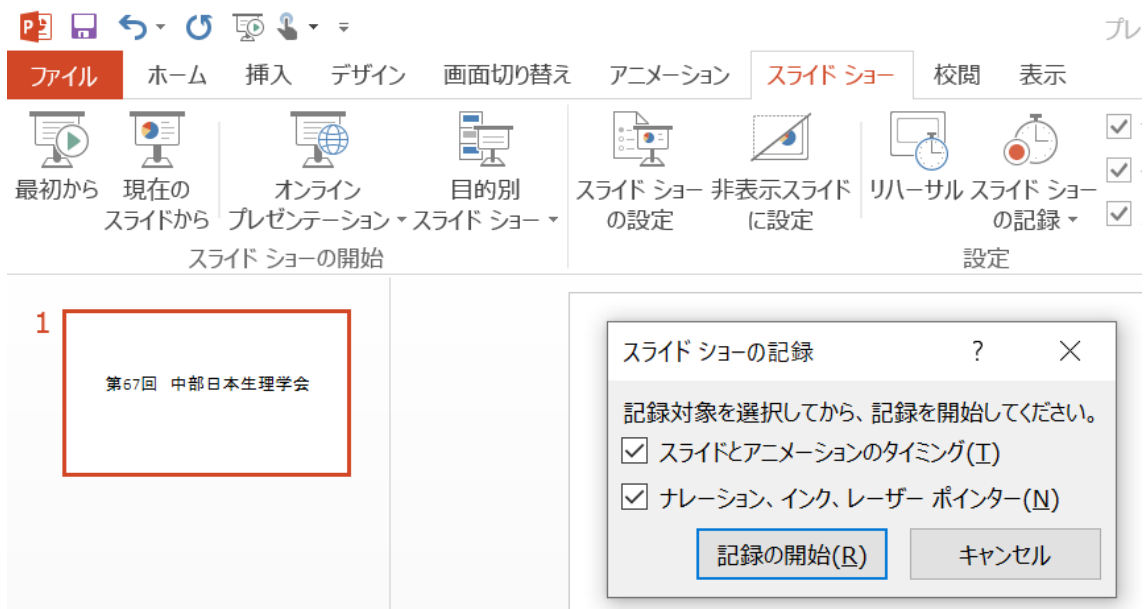 プレ
ファイル ホーム 挿入 デザイン 画面切り替え アニメーション スライド ショー 校閲 表示
最初から 現在の オンライン 目的別 スライド ショー 非表示スライド リハーサル スライド ショー
スライドから プレゼンテーション スライド ショー の設定 に設定 の記録
スライド ショーの開始 設定
1
第67回 中部日本生理学会
スライド ショーの記録 ?
記録対象を選択してから、記録を開始してください。
スライドとアニメーションのタイミング(T)
ナレーション、インク、レーザー ポインター(N)
記録の開始(R) キャンセル